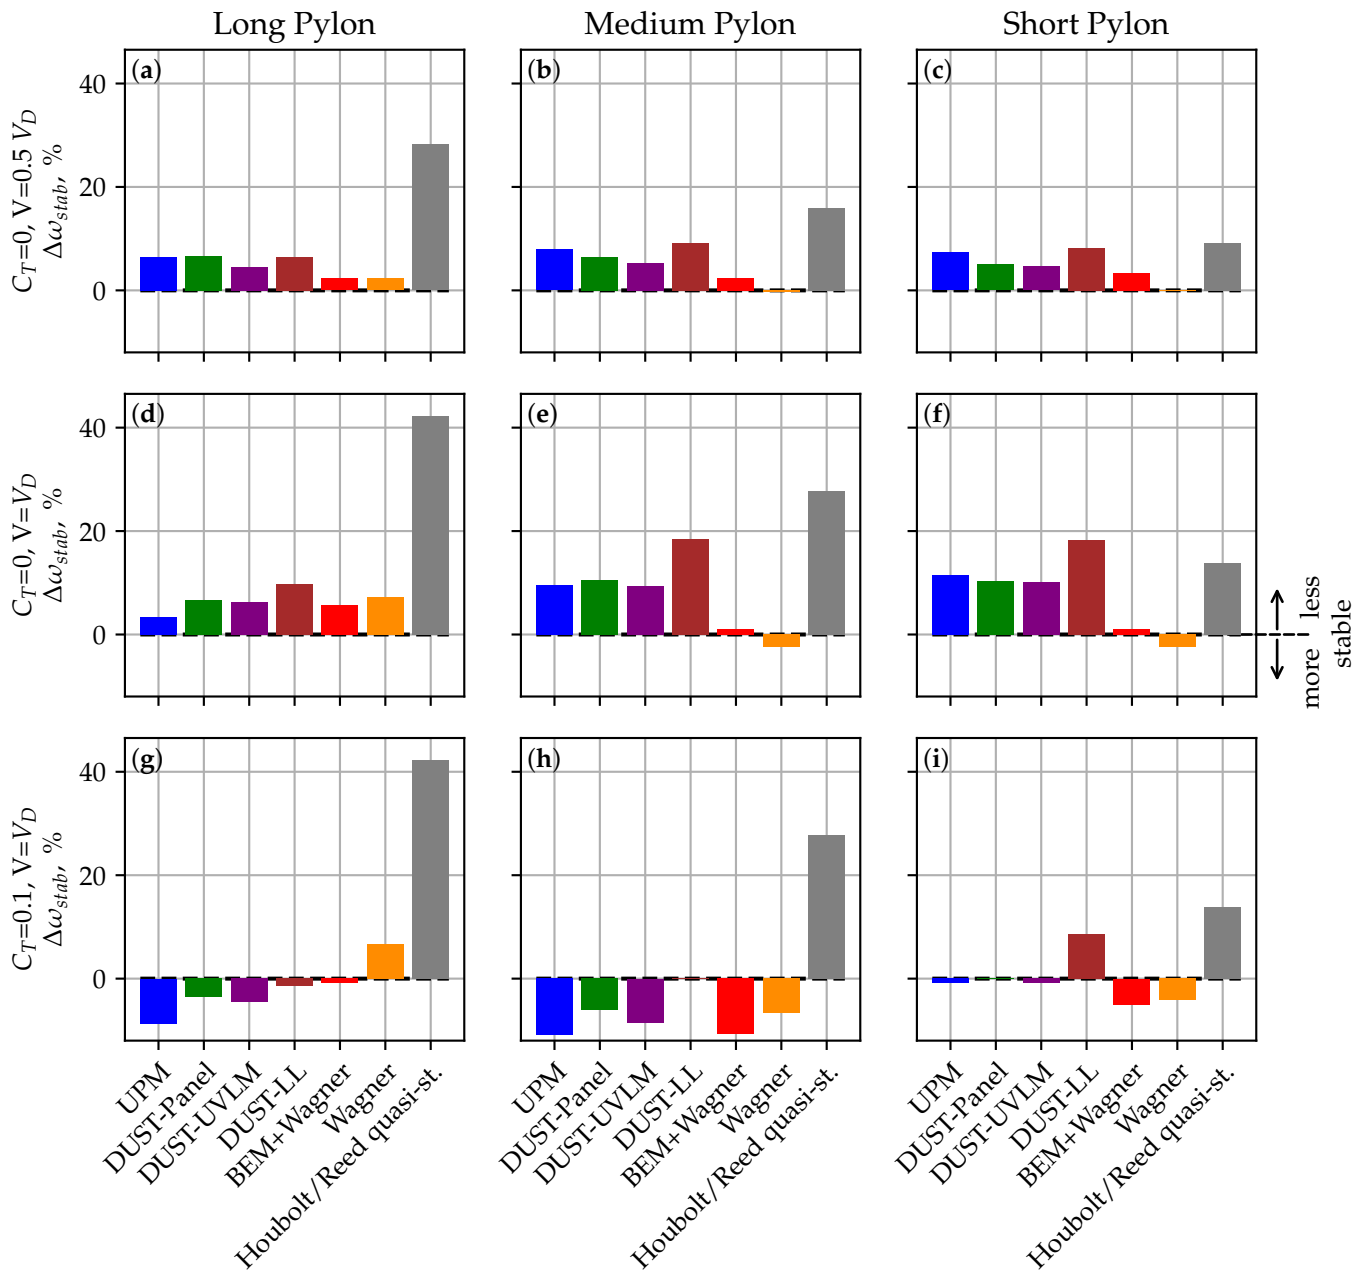 Long Pylon
Medium Pylon
Short Pylon
(a)
(b)
(c)
C_T=0, V=0.5 V_D
Δω_stab, %
40
20
0
(d)
(e)
(f)
C_T=0, V=V_D
Δω_stab, %
40
20
0
more less
stable
(g)
(h)
(i)
C_T=0.1, V=V_D
Δω_stab, %
40
20
0
UPM
DUST-Panel
DUST-UVLM
DUST-LL
BEM+Wagner
Wagner
Houbolt/Reed quasi-st.
UPM
DUST-Panel
DUST-UVLM
DUST-LL
BEM+Wagner
Wagner
Houbolt/Reed quasi-st.
UPM
DUST-Panel
DUST-UVLM
DUST-LL
BEM+Wagner
Wagner
Houbolt/Reed quasi-st.